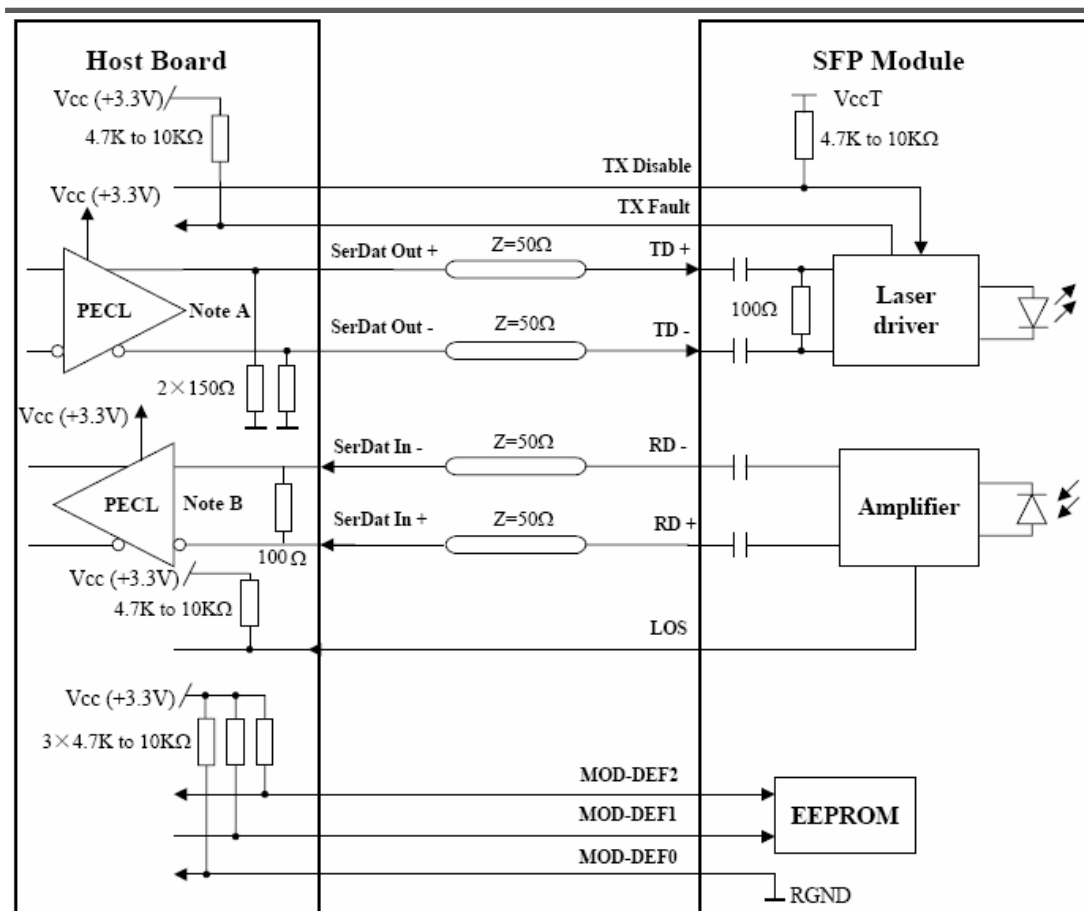 Host Board
SFP Module
Vcc (+3.3V)
4.7K to 10KΩ
VccT
4.7K to 10KΩ
TX Disable
Vcc (+3.3V)
TX Fault
SerDat Out +
Z=50Ω
TD +
PECL
Note A
100Ω
Laser
driver
SerDat Out -
Z=50Ω
TD -
2×150Ω
Vcc (+3.3V)
SerDat In -
Z=50Ω
RD -
PECL
Note B
Amplifier
SerDat In +
Z=50Ω
RD +
100Ω
Vcc (+3.3V)
4.7K to 10KΩ
LOS
Vcc (+3.3V)
3×4.7K to 10KΩ
MOD-DEF2
MOD-DEF1
EEPROM
MOD-DEF0
RGND